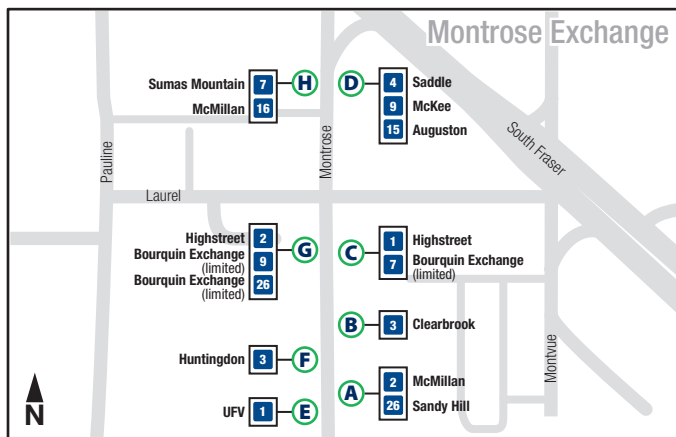 Montrose Exchange
Sumas Mountain 7
McMillan 16
H
D
4 Saddle
9 McKee
15 Auguston
South Fraser
Pauline
Montrose
Laurel
Highstreet 2
Bourquin Exchange 9
(limited)
Bourquin Exchange 26
(limited)
G
C
1 Highstreet
7 Bourquin Exchange
(limited)
B
3 Clearbrook
Huntingdon 3
F
Montvue
A
2 McMillan
26 Sandy Hill
UFV 1
E
N